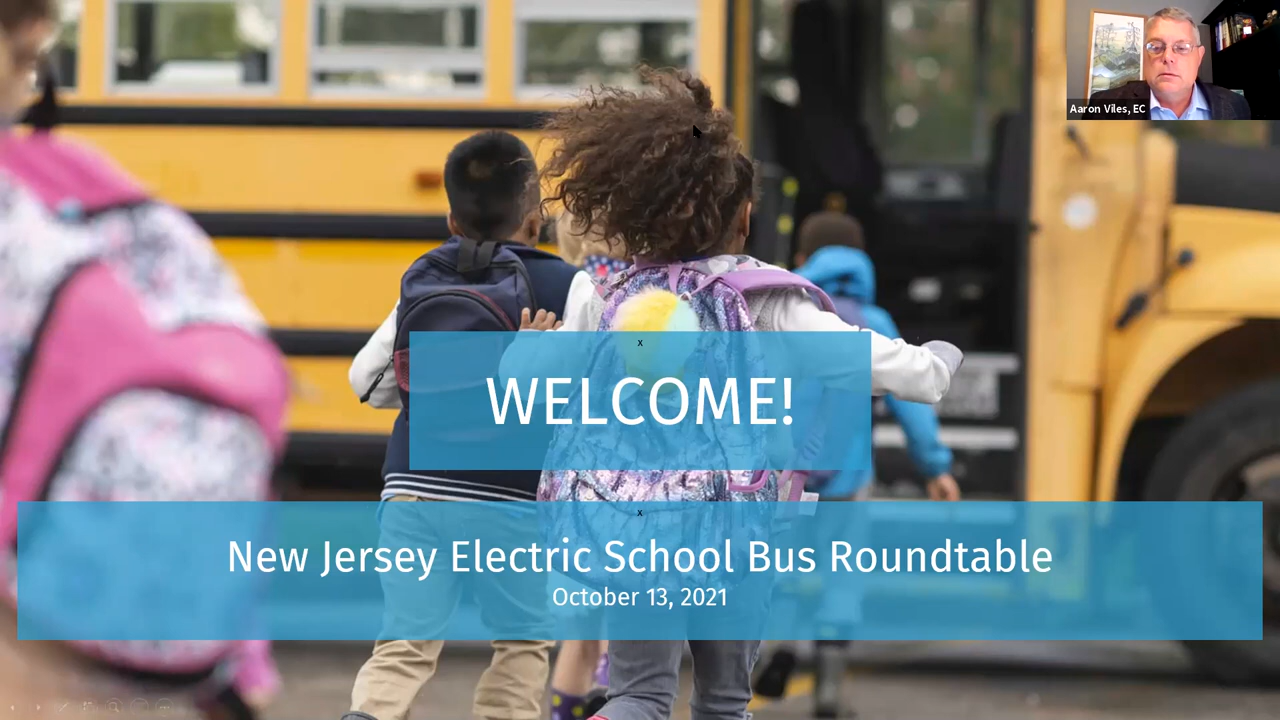 Aaron Viles, EC
x
WELCOME!
x
New Jersey Electric School Bus Roundtable
October 13, 2021